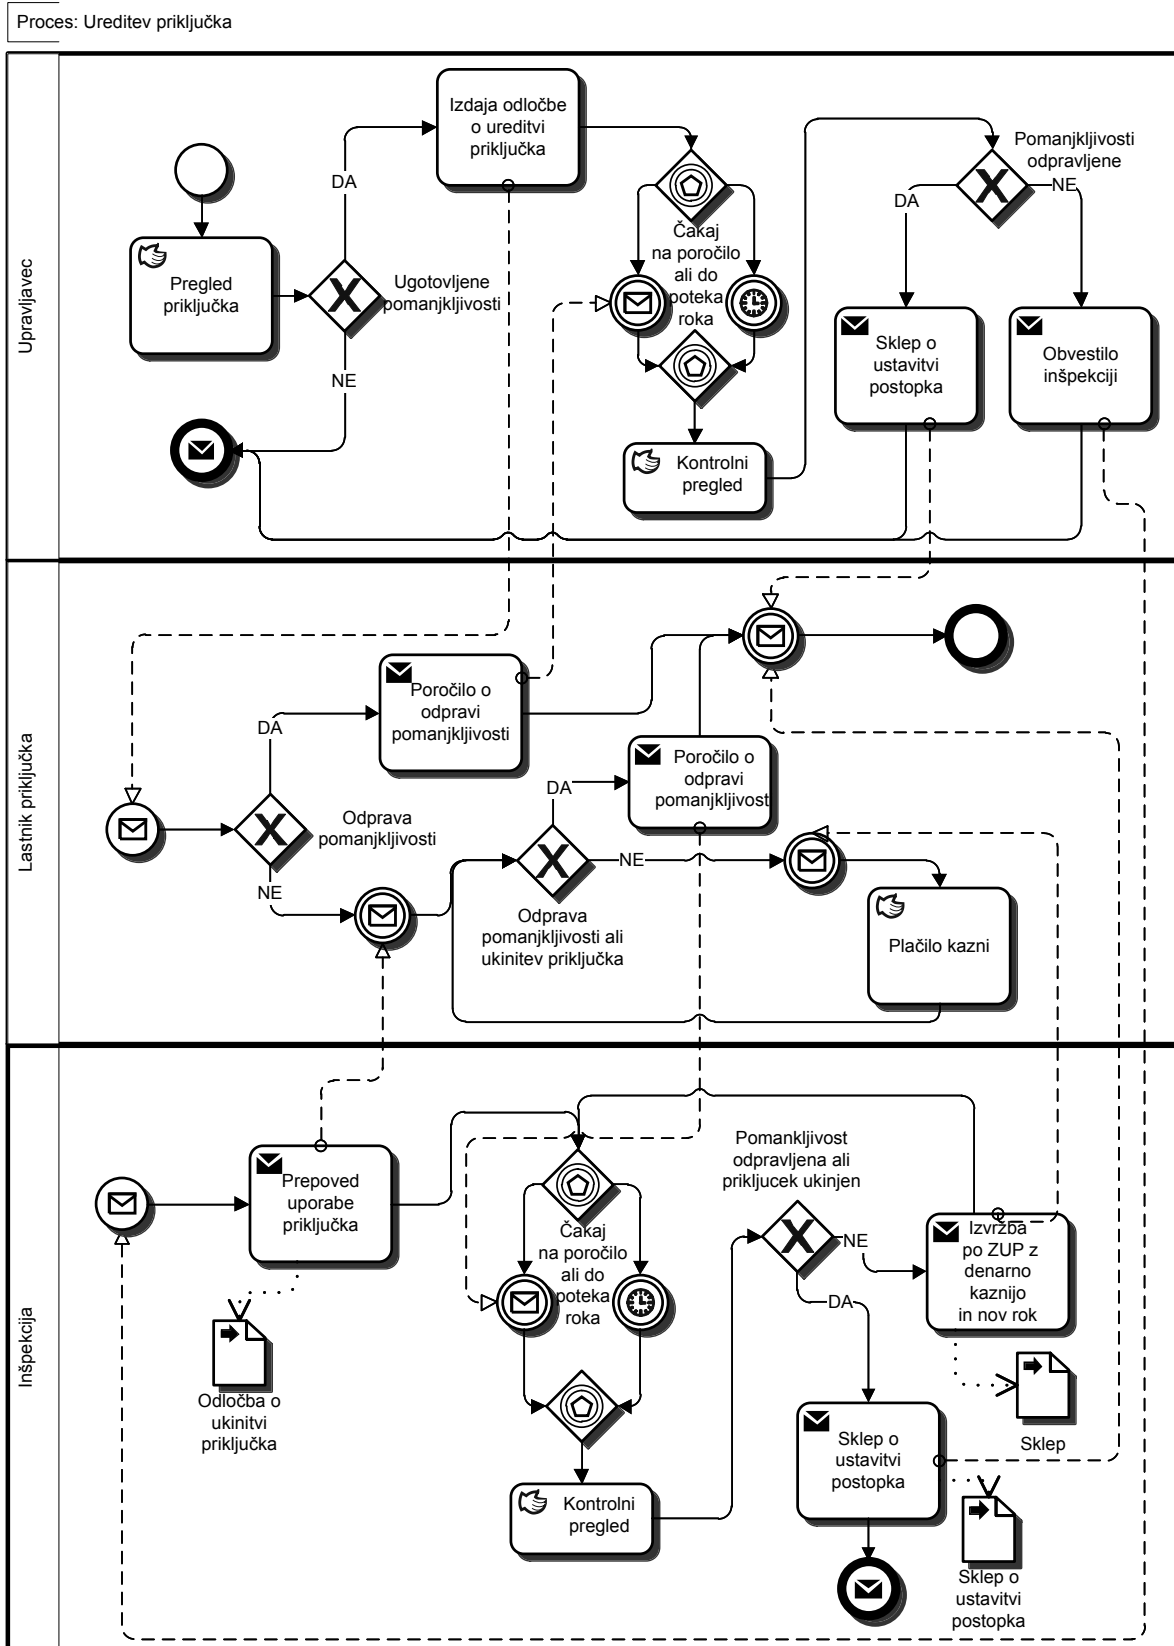 Proces: Ureditev priključka
Upravljavec
Izdaja odločbe
o ureditvi
priključka
DA
Pregled
priključka
Ugotovljene
pomanjkljivosti
NE
Čakaj
na poročilo
ali do
poteka
roka
Kontrolni
pregled
Pomanjkljivosti
odpravljene
DA
NE
Sklep o
ustavitvi
postopka
Obvestilo
inšpekciji
Lastnik priključka
Poročilo o
odpravi
pomanjkljivosti
DA
Odprava
pomanjkljivosti
NE
Poročilo o
odpravi
pomanjkljivost
DA
NE
Odprava
pomanjkljivosti ali
ukinitev priključka
Plačilo kazni
Inšpekcija
Prepoved
uporabe
priključka
Odločba o
ukinitvi
priključka
Čakaj
na poročilo
ali do
poteka
roka
Kontrolni
pregled
Pomankljivost
odpravljena ali
prikljucek ukinjen
NE
DA
Izvržba
po ZUP z
denarno
kaznijo
in nov rok
Sklep
Sklep o
ustavitvi
postopka
Sklep o
ustavitvi
postopka